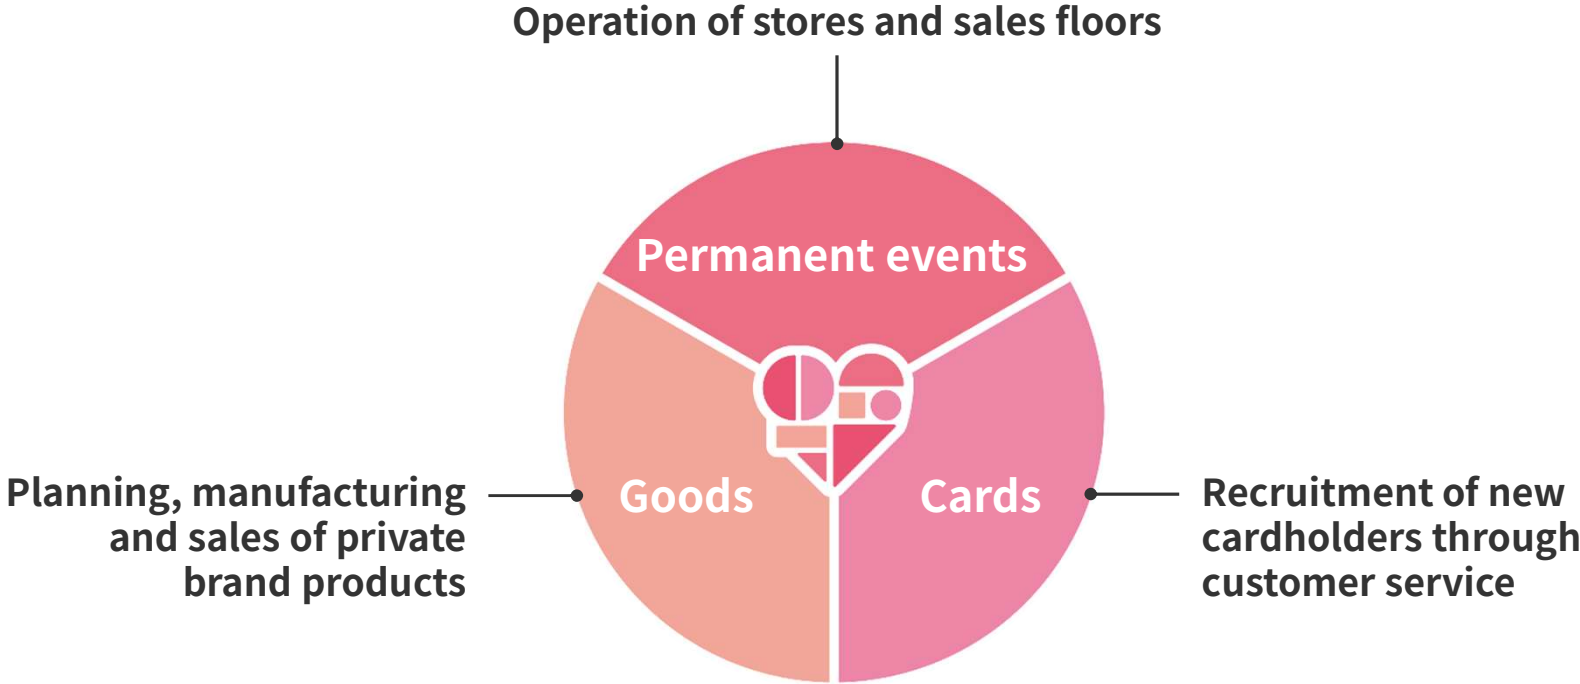 Operation of stores and sales floors
Permanent events
Goods
Cards
Planning, manufacturing
and sales of private
brand products
Recruitment of new
cardholders through
customer service